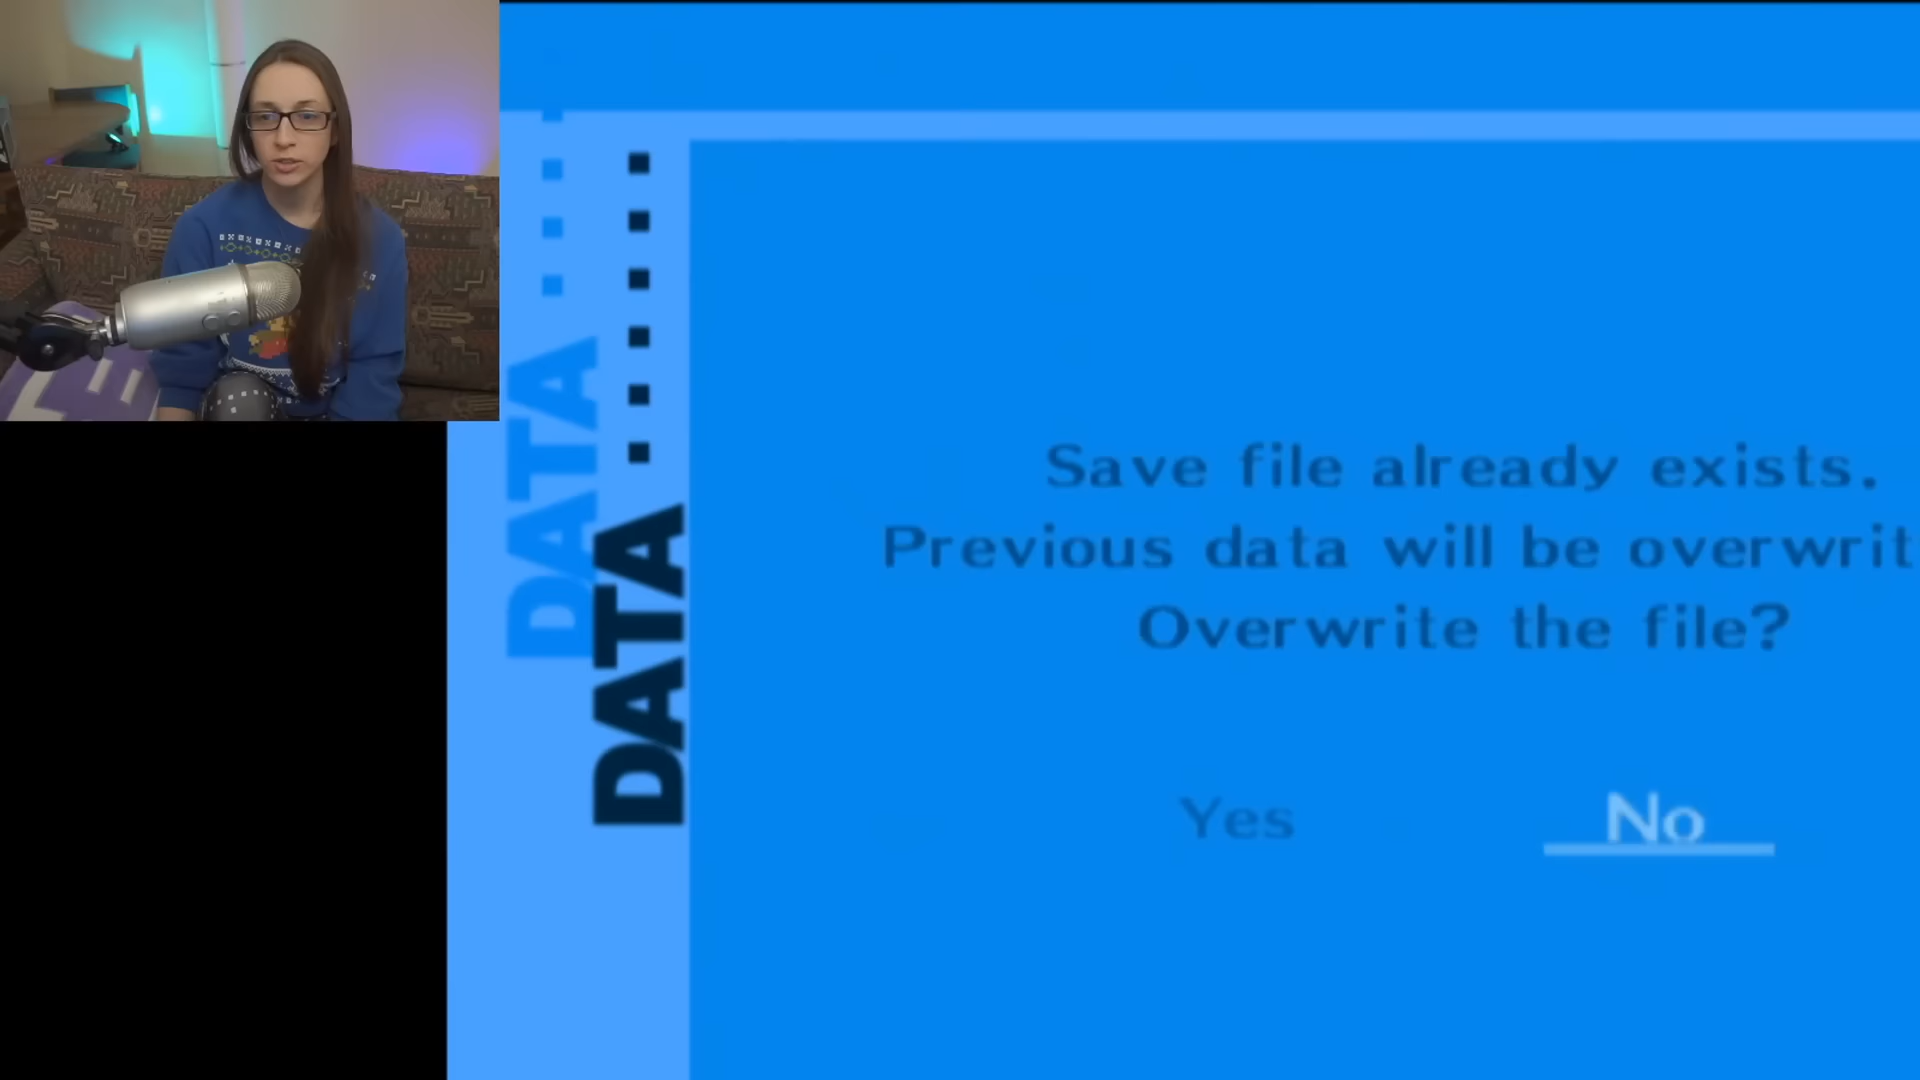 DATA
DATA
Save file already exists.
Previous data will be overwrit
Overwrite the file?
Yes No